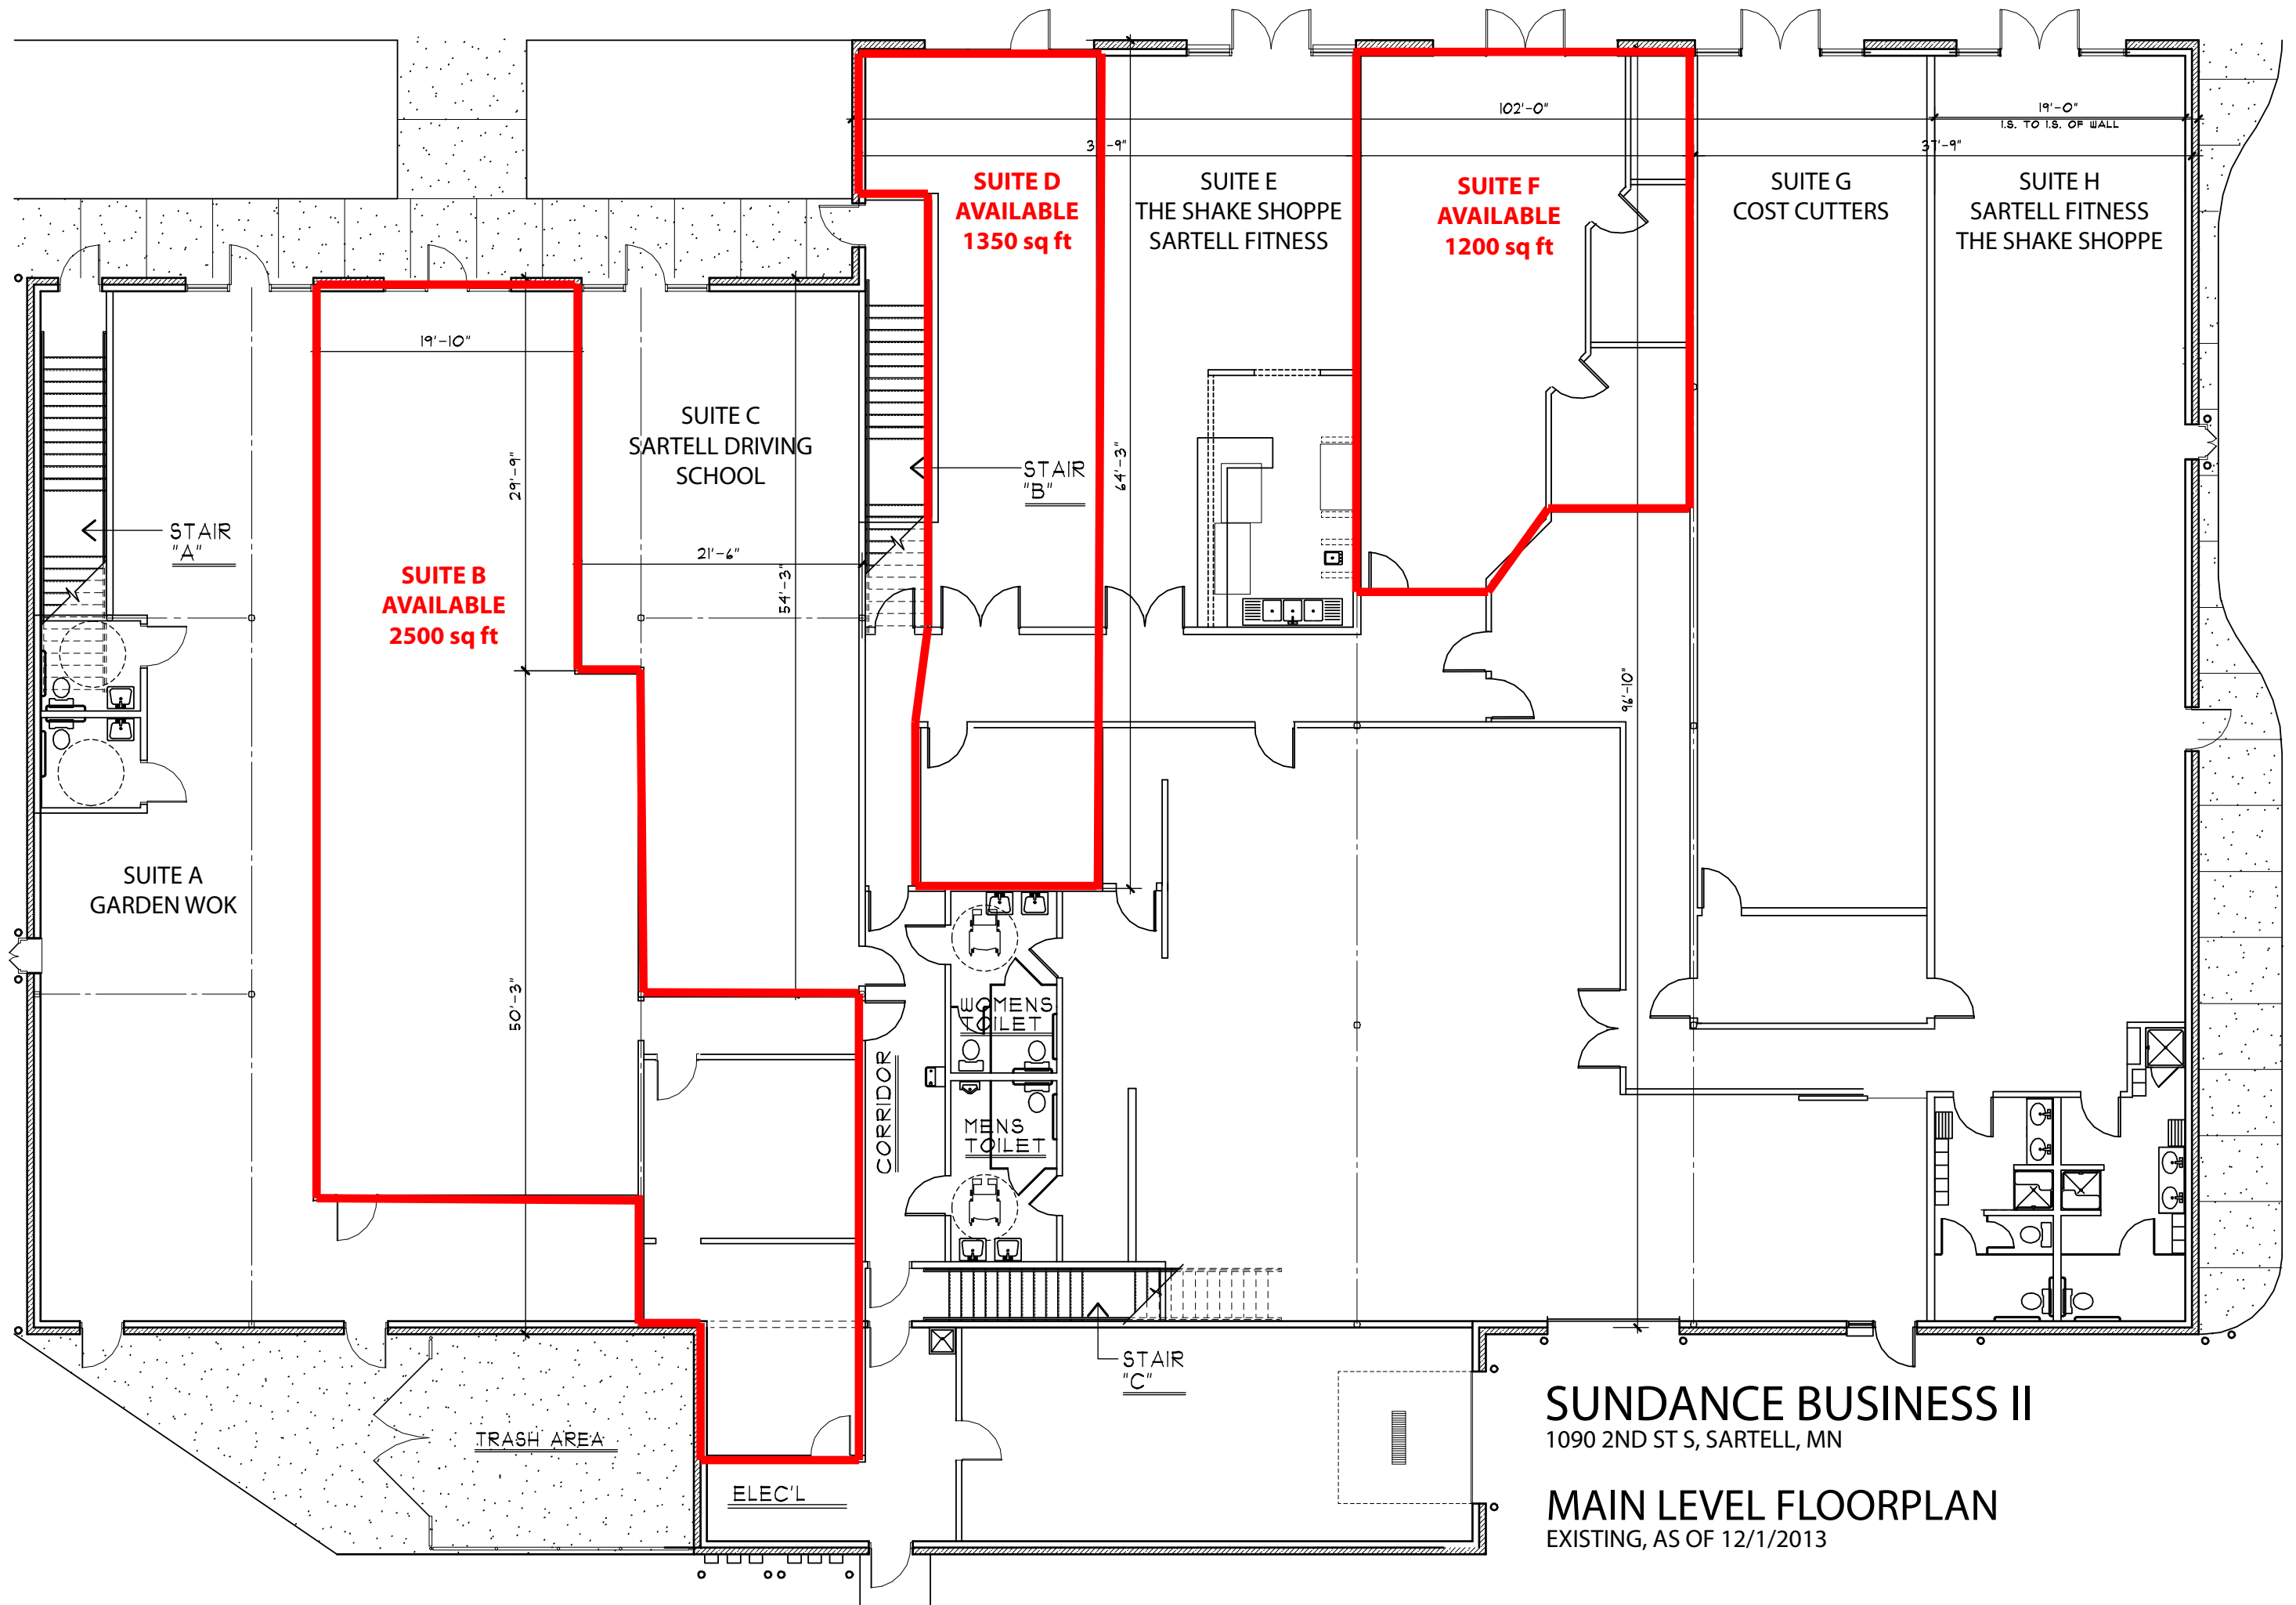 102'-0"
19'-0"
I.S. TO I.S. OF WALL
37'-9"
SUITE D
AVAILABLE
1350 sq ft
SUITE E
THE SHAKE SHOPPE
SARTELL FITNESS
SUITE F
AVAILABLE
1200 sq ft
SUITE G
COST CUTTERS
SUITE H
SARTELL FITNESS
THE SHAKE SHOPPE
19'-10"
SUITE C
SARTELL DRIVING
SCHOOL
29'-9"
64'-3"
STAIR
"B"
STAIR
"A"
21'-6"
54'-3"
SUITE B
AVAILABLE
2500 sq ft
96'-10"
SUITE A
GARDEN WOK
50'-3"
WOMENS
TOILET
CORRIDOR
MENS
TOILET
STAIR
"C"
TRASH AREA
ELEC'L
SUNDANCE BUSINESS II
1090 2ND ST S, SARTELL, MN
MAIN LEVEL FLOORPLAN
EXISTING, AS OF 12/1/2013